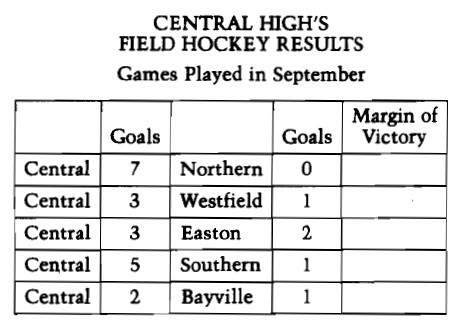 CENTRAL HIGH'S
FIELD HOCKEY RESULTS
Games Played in September
Goals Goals Margin of Victory
Central 7 Northern 0
Central 3 Westfield 1
Central 3 Easton 2
Central 5 Southern 1
Central 2 Bayville 1